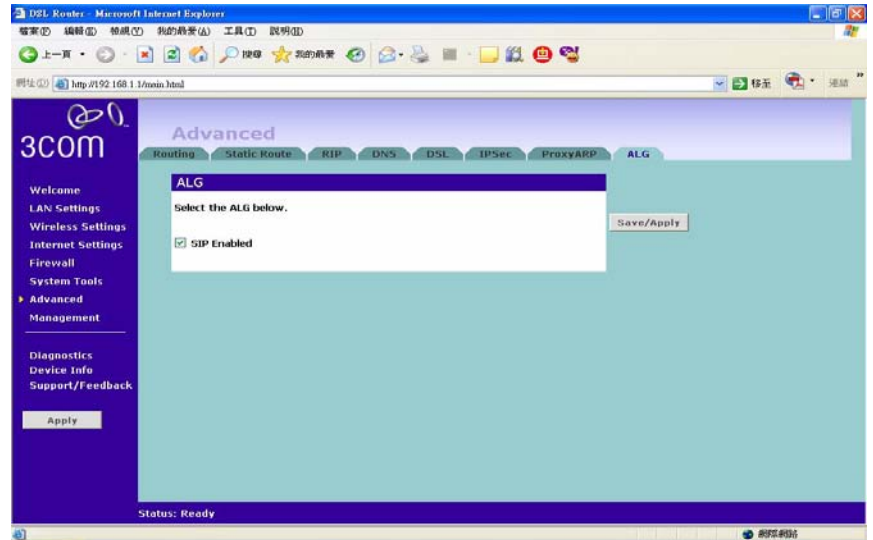 DSL Router - Microsoft Internet Explorer
檔案(F) 編輯(E) 檢視(V) 我的最愛(A) 工具(T) 說明(H)
上一頁 搜尋 我的最愛
網址(D) http://192.168.1.1/main.html 移至 連結 »
3COM
Advanced
Routing Static Route RIP DNS DSL IPSec ProxyARP ALG
Welcome
LAN Settings
Wireless Settings
Internet Settings
Firewall
System Tools
Advanced
Management
Diagnostics
Device Info
Support/Feedback
Apply
ALG
Select the ALG below.
SIP Enabled
Save/Apply
Status: Ready
網際網路